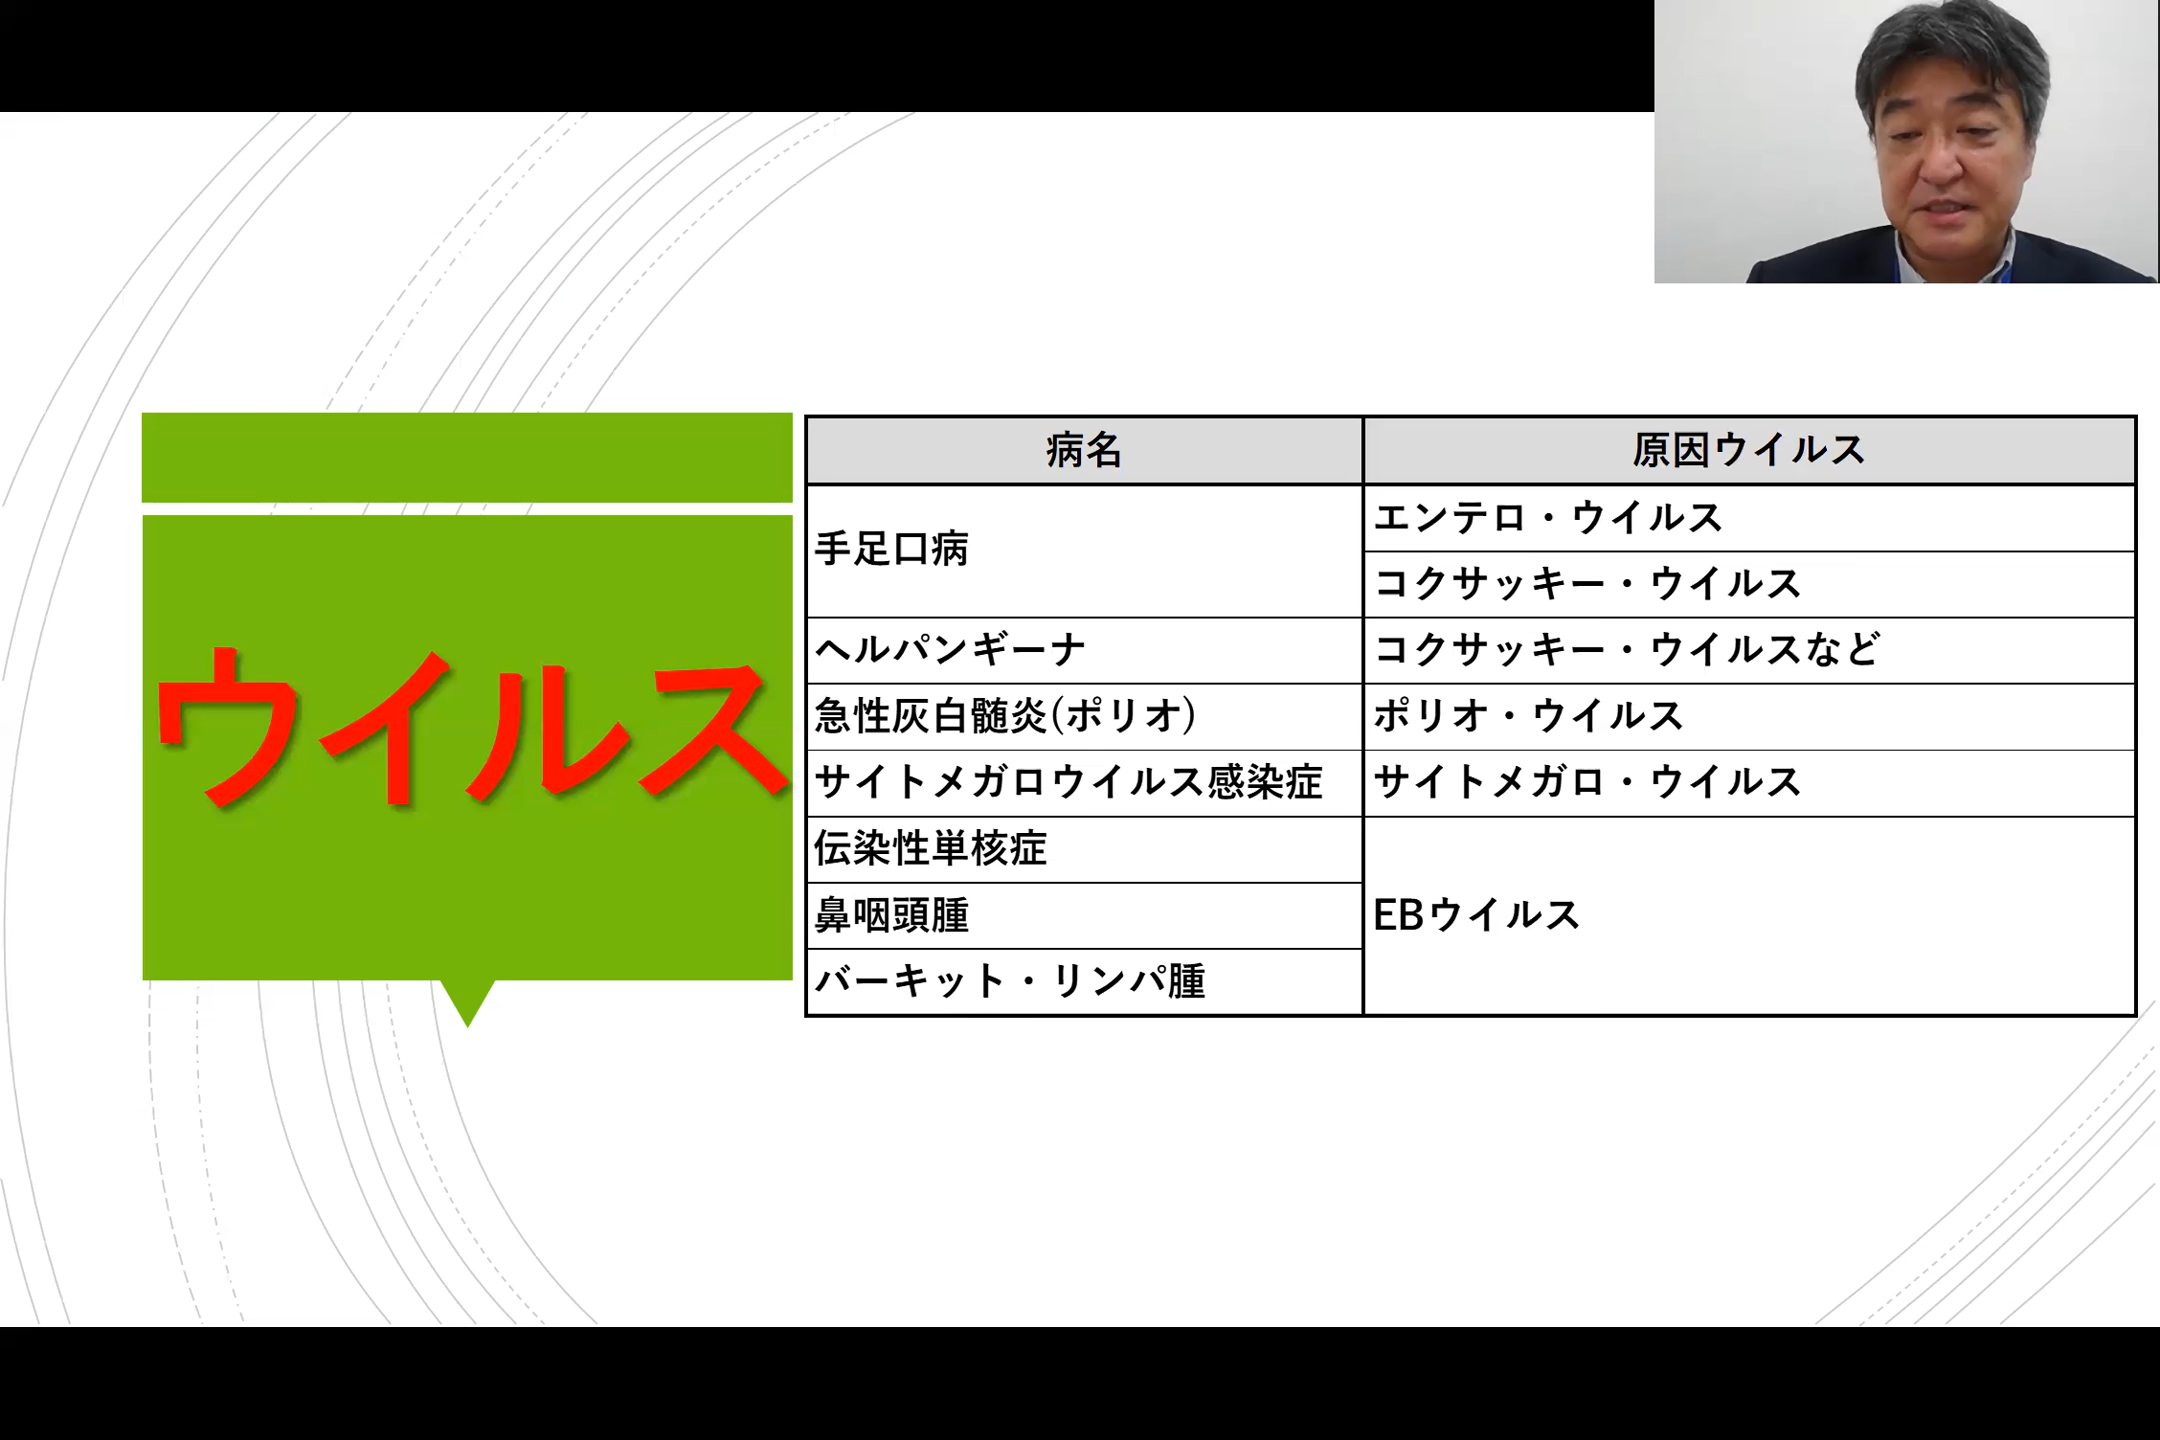 ウイルス
病名 原因ウイルス
手足口病 エンテロ・ウイルス
コクサッキー・ウイルス
ヘルパンギーナ コクサッキー・ウイルスなど
急性灰白髄炎(ポリオ) ポリオ・ウイルス
サイトメガロウイルス感染症 サイトメガロ・ウイルス
伝染性単核症 EBウイルス
鼻咽頭腫
バーキット・リンパ腫